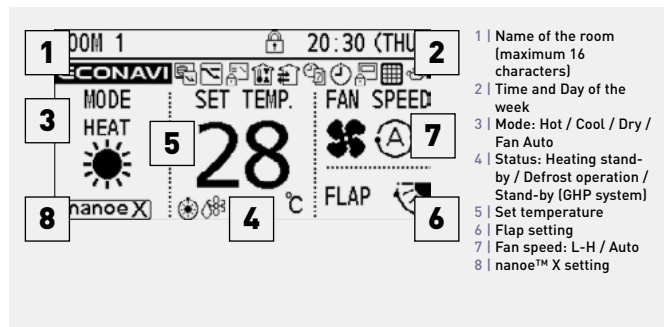 OOM 1 20:30 (THU
1
2
ECONAVI
MODE SET TEMP. FAN SPEED
HEAT
3
5
28
A
7
nanoe X
8
4
°C
FLAP
6
1 | Name of the room
(maximum 16
characters)
2 | Time and Day of the
week
3 | Mode: Hot / Cool / Dry /
Fan Auto
4 | Status: Heating stand-
by / Defrost operation /
Stand-by (GHP system)
5 | Set temperature
6 | Flap setting
7 | Fan speed: L-H / Auto
8 | nanoe™ X setting